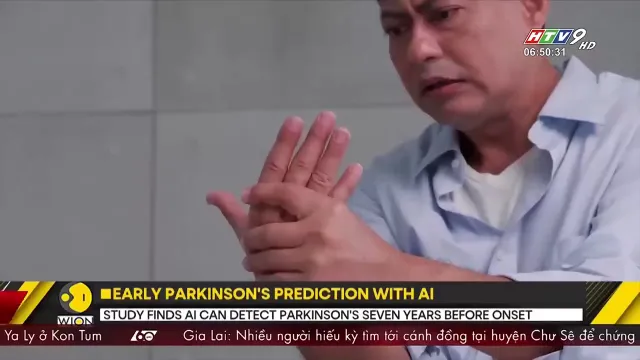 HTV9 HD
06:50:31
EARLY PARKINSON'S PREDICTION WITH AI
WION
STUDY FINDS AI CAN DETECT PARKINSON'S SEVEN YEARS BEFORE ONSET
Ya Ly ở Kon Tum
Gia Lai: Nhiều người hiếu kỳ tìm tới cánh đồng tại huyện Chư Sê để chứng